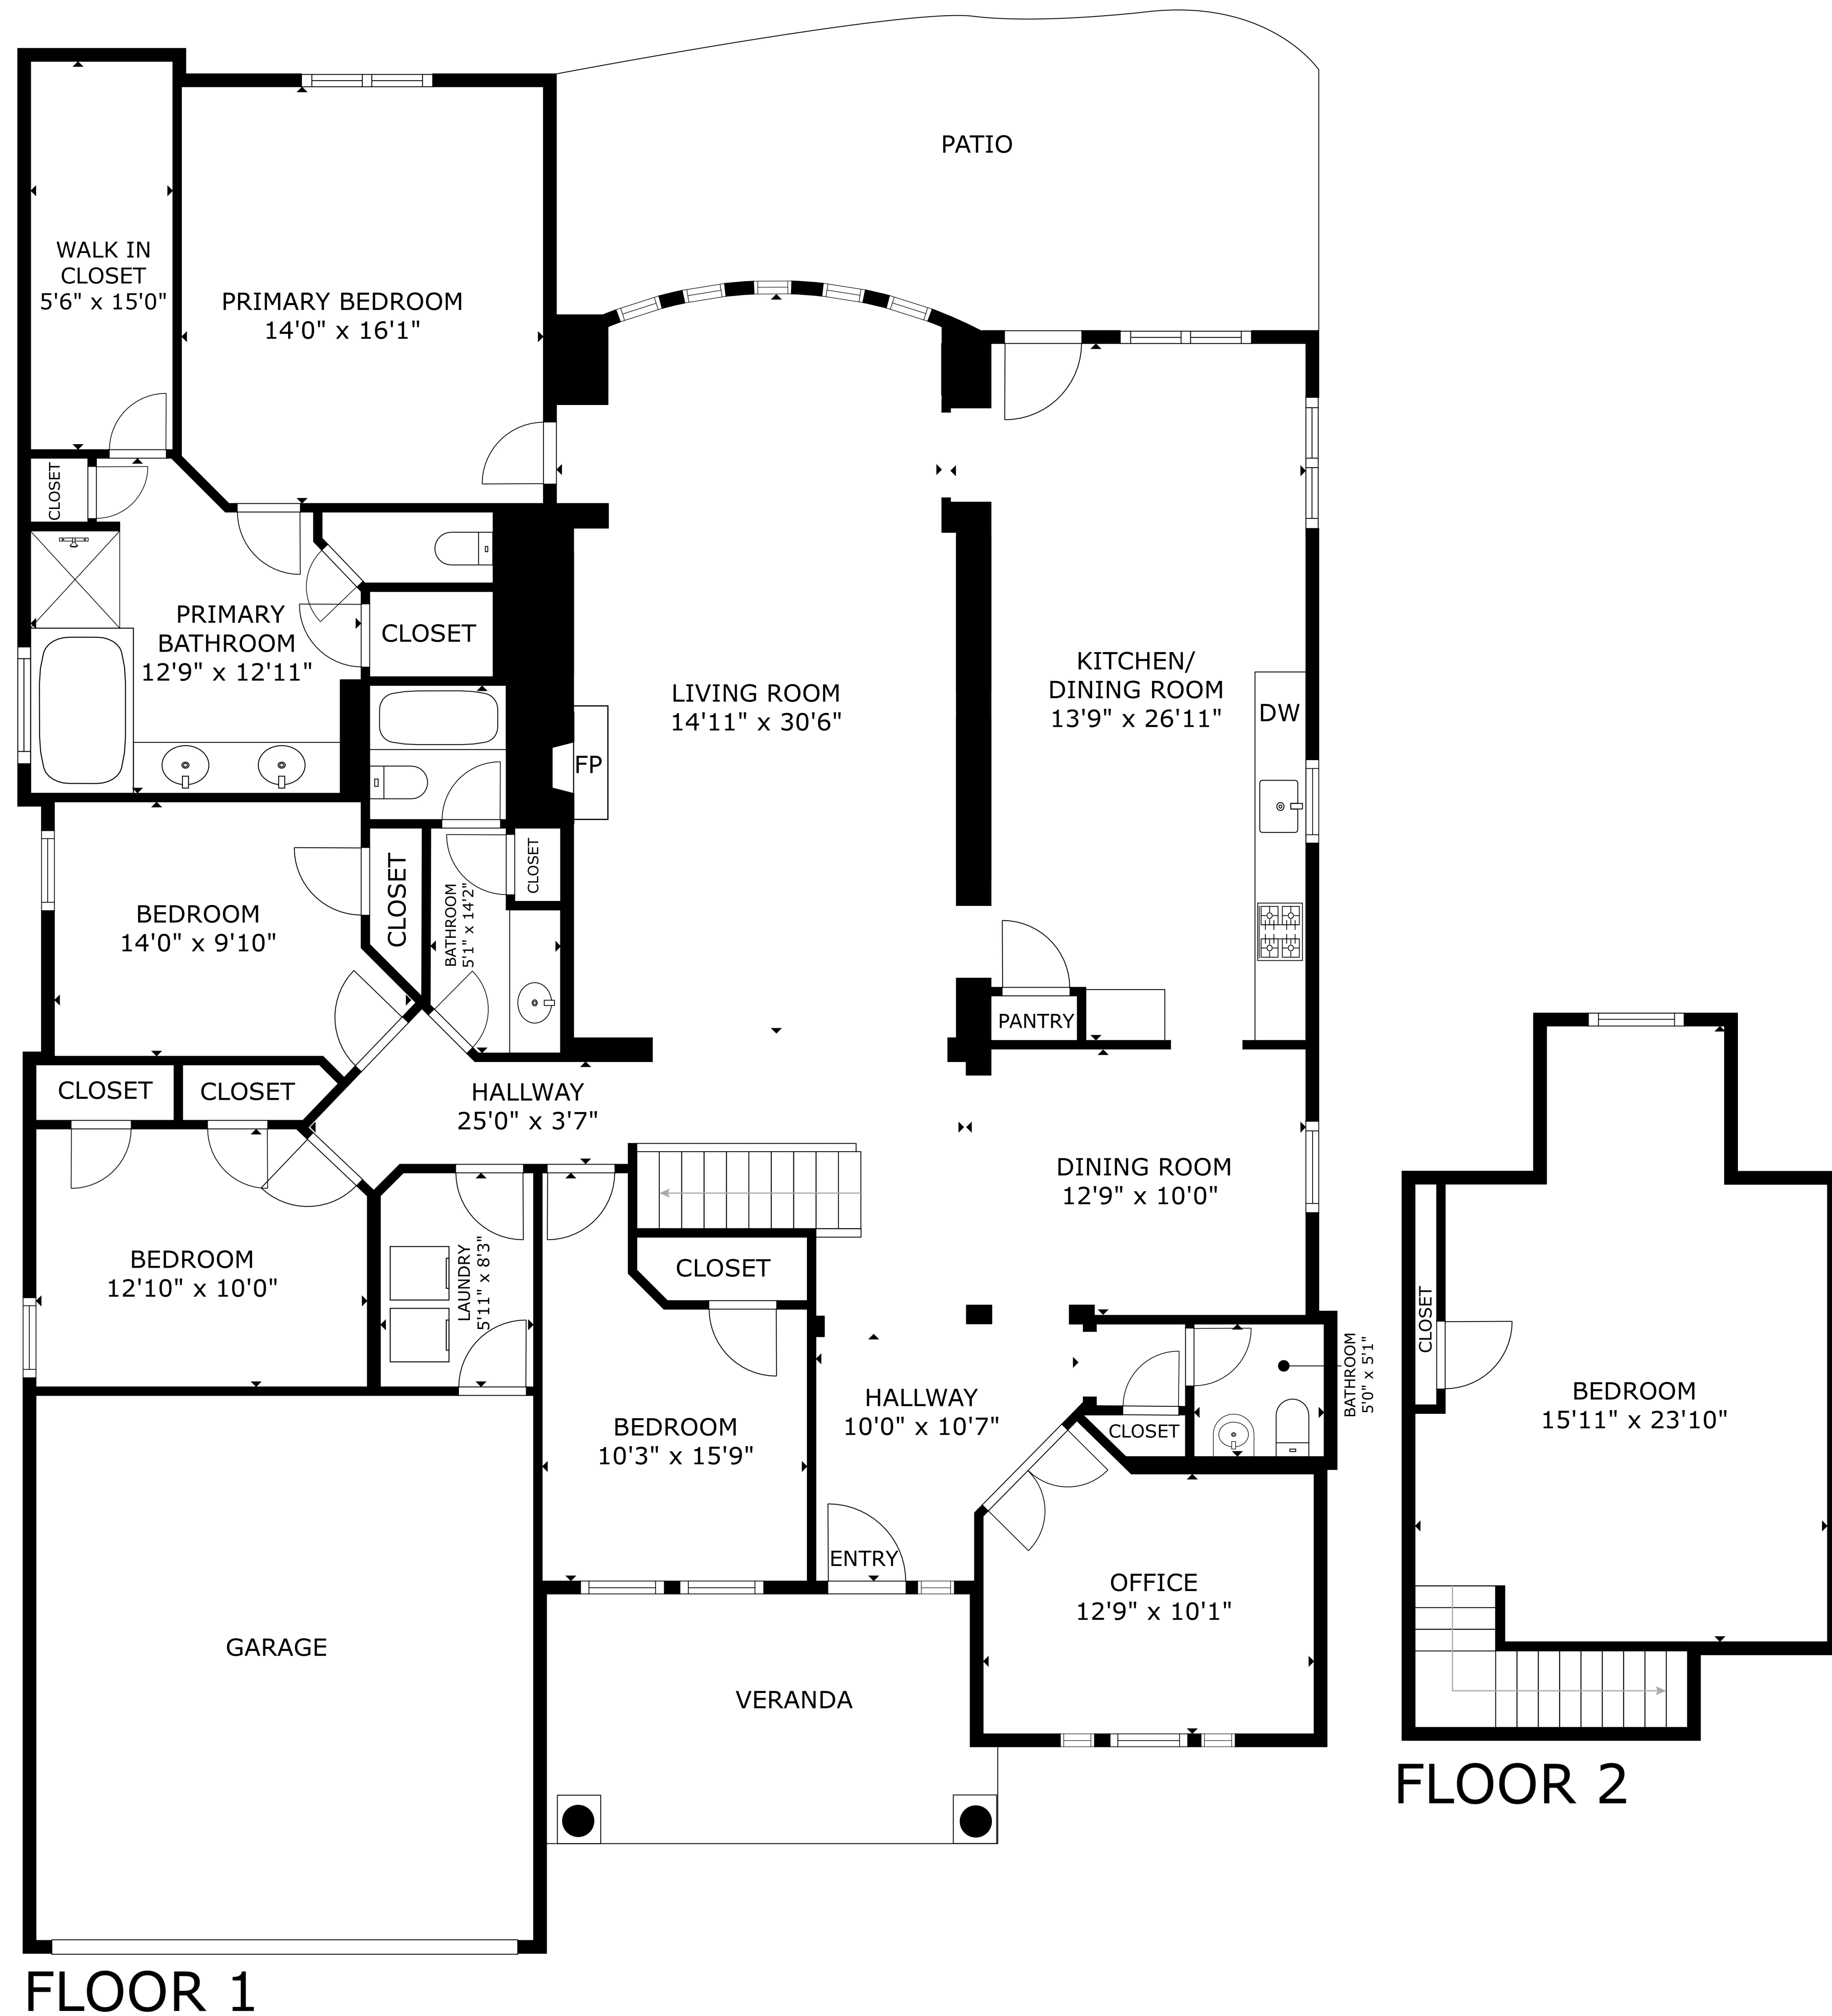 PATIO
WALK IN
CLOSET
5'6" x 15'0"
PRIMARY BEDROOM
14'0" x 16'1"
CLOSET
PRIMARY
BATHROOM
12'9" x 12'11"
CLOSET
LIVING ROOM
14'11" x 30'6"
KITCHEN/
DINING ROOM
13'9" x 26'11"
DW
FP
BEDROOM
14'0" x 9'10"
CLOSET
BATHROOM
5'1" x 14'2"
CLOSET
PANTRY
CLOSET
CLOSET
HALLWAY
25'0" x 3'7"
DINING ROOM
12'9" x 10'0"
BEDROOM
12'10" x 10'0"
LAUNDRY
5'11" x 8'3"
CLOSET
BEDROOM
10'3" x 15'9"
HALLWAY
10'0" x 10'7"
CLOSET
BATHROOM
5'0" x 5'1"
ENTRY
OFFICE
12'9" x 10'1"
GARAGE
VERANDA
FLOOR 1
CLOSET
BEDROOM
15'11" x 23'10"
FLOOR 2